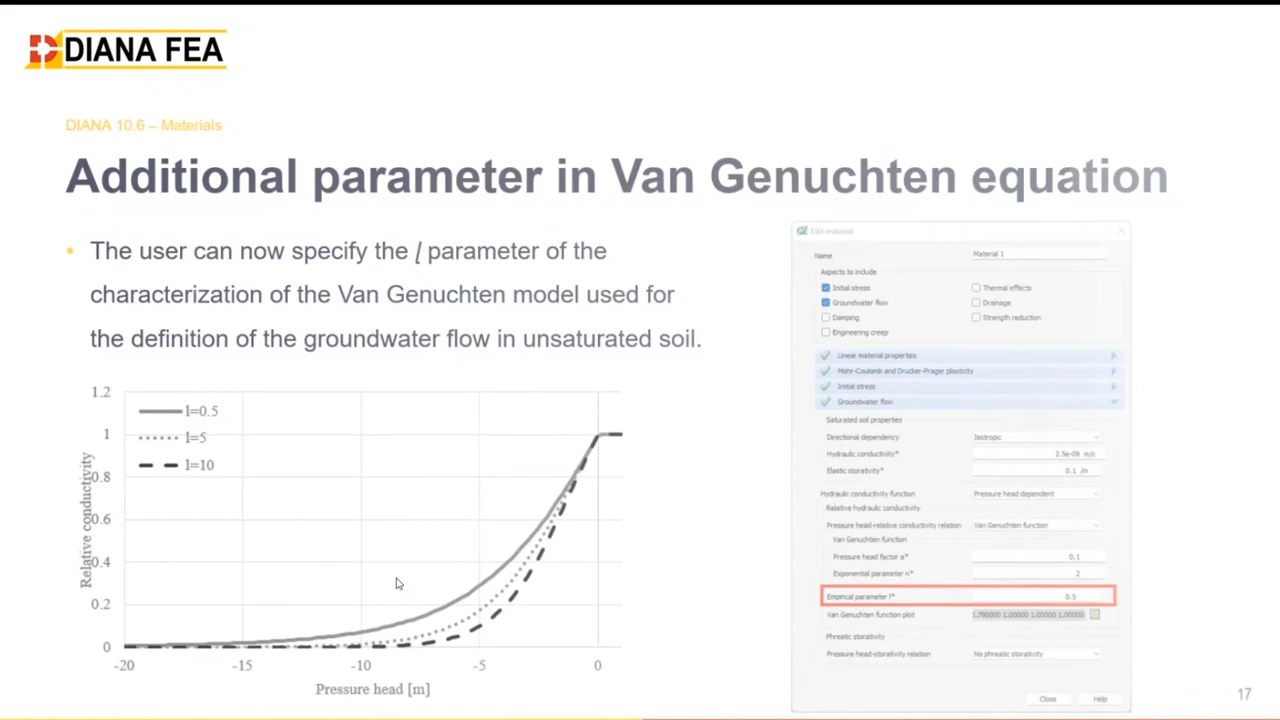 DIANA FEA
DIANA 10.6 – Materials
Additional parameter in Van Genuchten equation
• The user can now specify the l parameter of the
characterization of the Van Genuchten model used for
the definition of the groundwater flow in unsaturated soil.
1.2
1
0.8
0.6
0.4
0.2
0
l=0.5
l=5
l=10
Relative conductivity
-20
-15
-10
-5
0
Pressure head [m]
Edit material
Name
Material 1
Aspects to include
Initial stress
Thermal effects
Groundwater flow
Drainage
Damping
Strength reduction
Engineering creep
Linear material properties
Mohr-Coulomb and Drucker-Prager plasticity
Initial stress
Groundwater flow
Saturated soil properties
Directional dependency
Isotropic
Hydraulic conductivity*
2.5e-09 m/s
Elastic storativity*
0.1 /m
Hydraulic conductivity function
Pressure head dependent
Relative hydraulic conductivity
Pressure head-relative conductivity relation
Van Genuchten function
Van Genuchten function
Pressure head factor a*
0.1
Exponential parameter n*
2
Empirical parameter l*
0.5
Van Genuchten function plot
1.00000 1.00000 1.00000
Phreatic storativity
Pressure head-storativity relation
No phreatic storativity
Close
Help
17